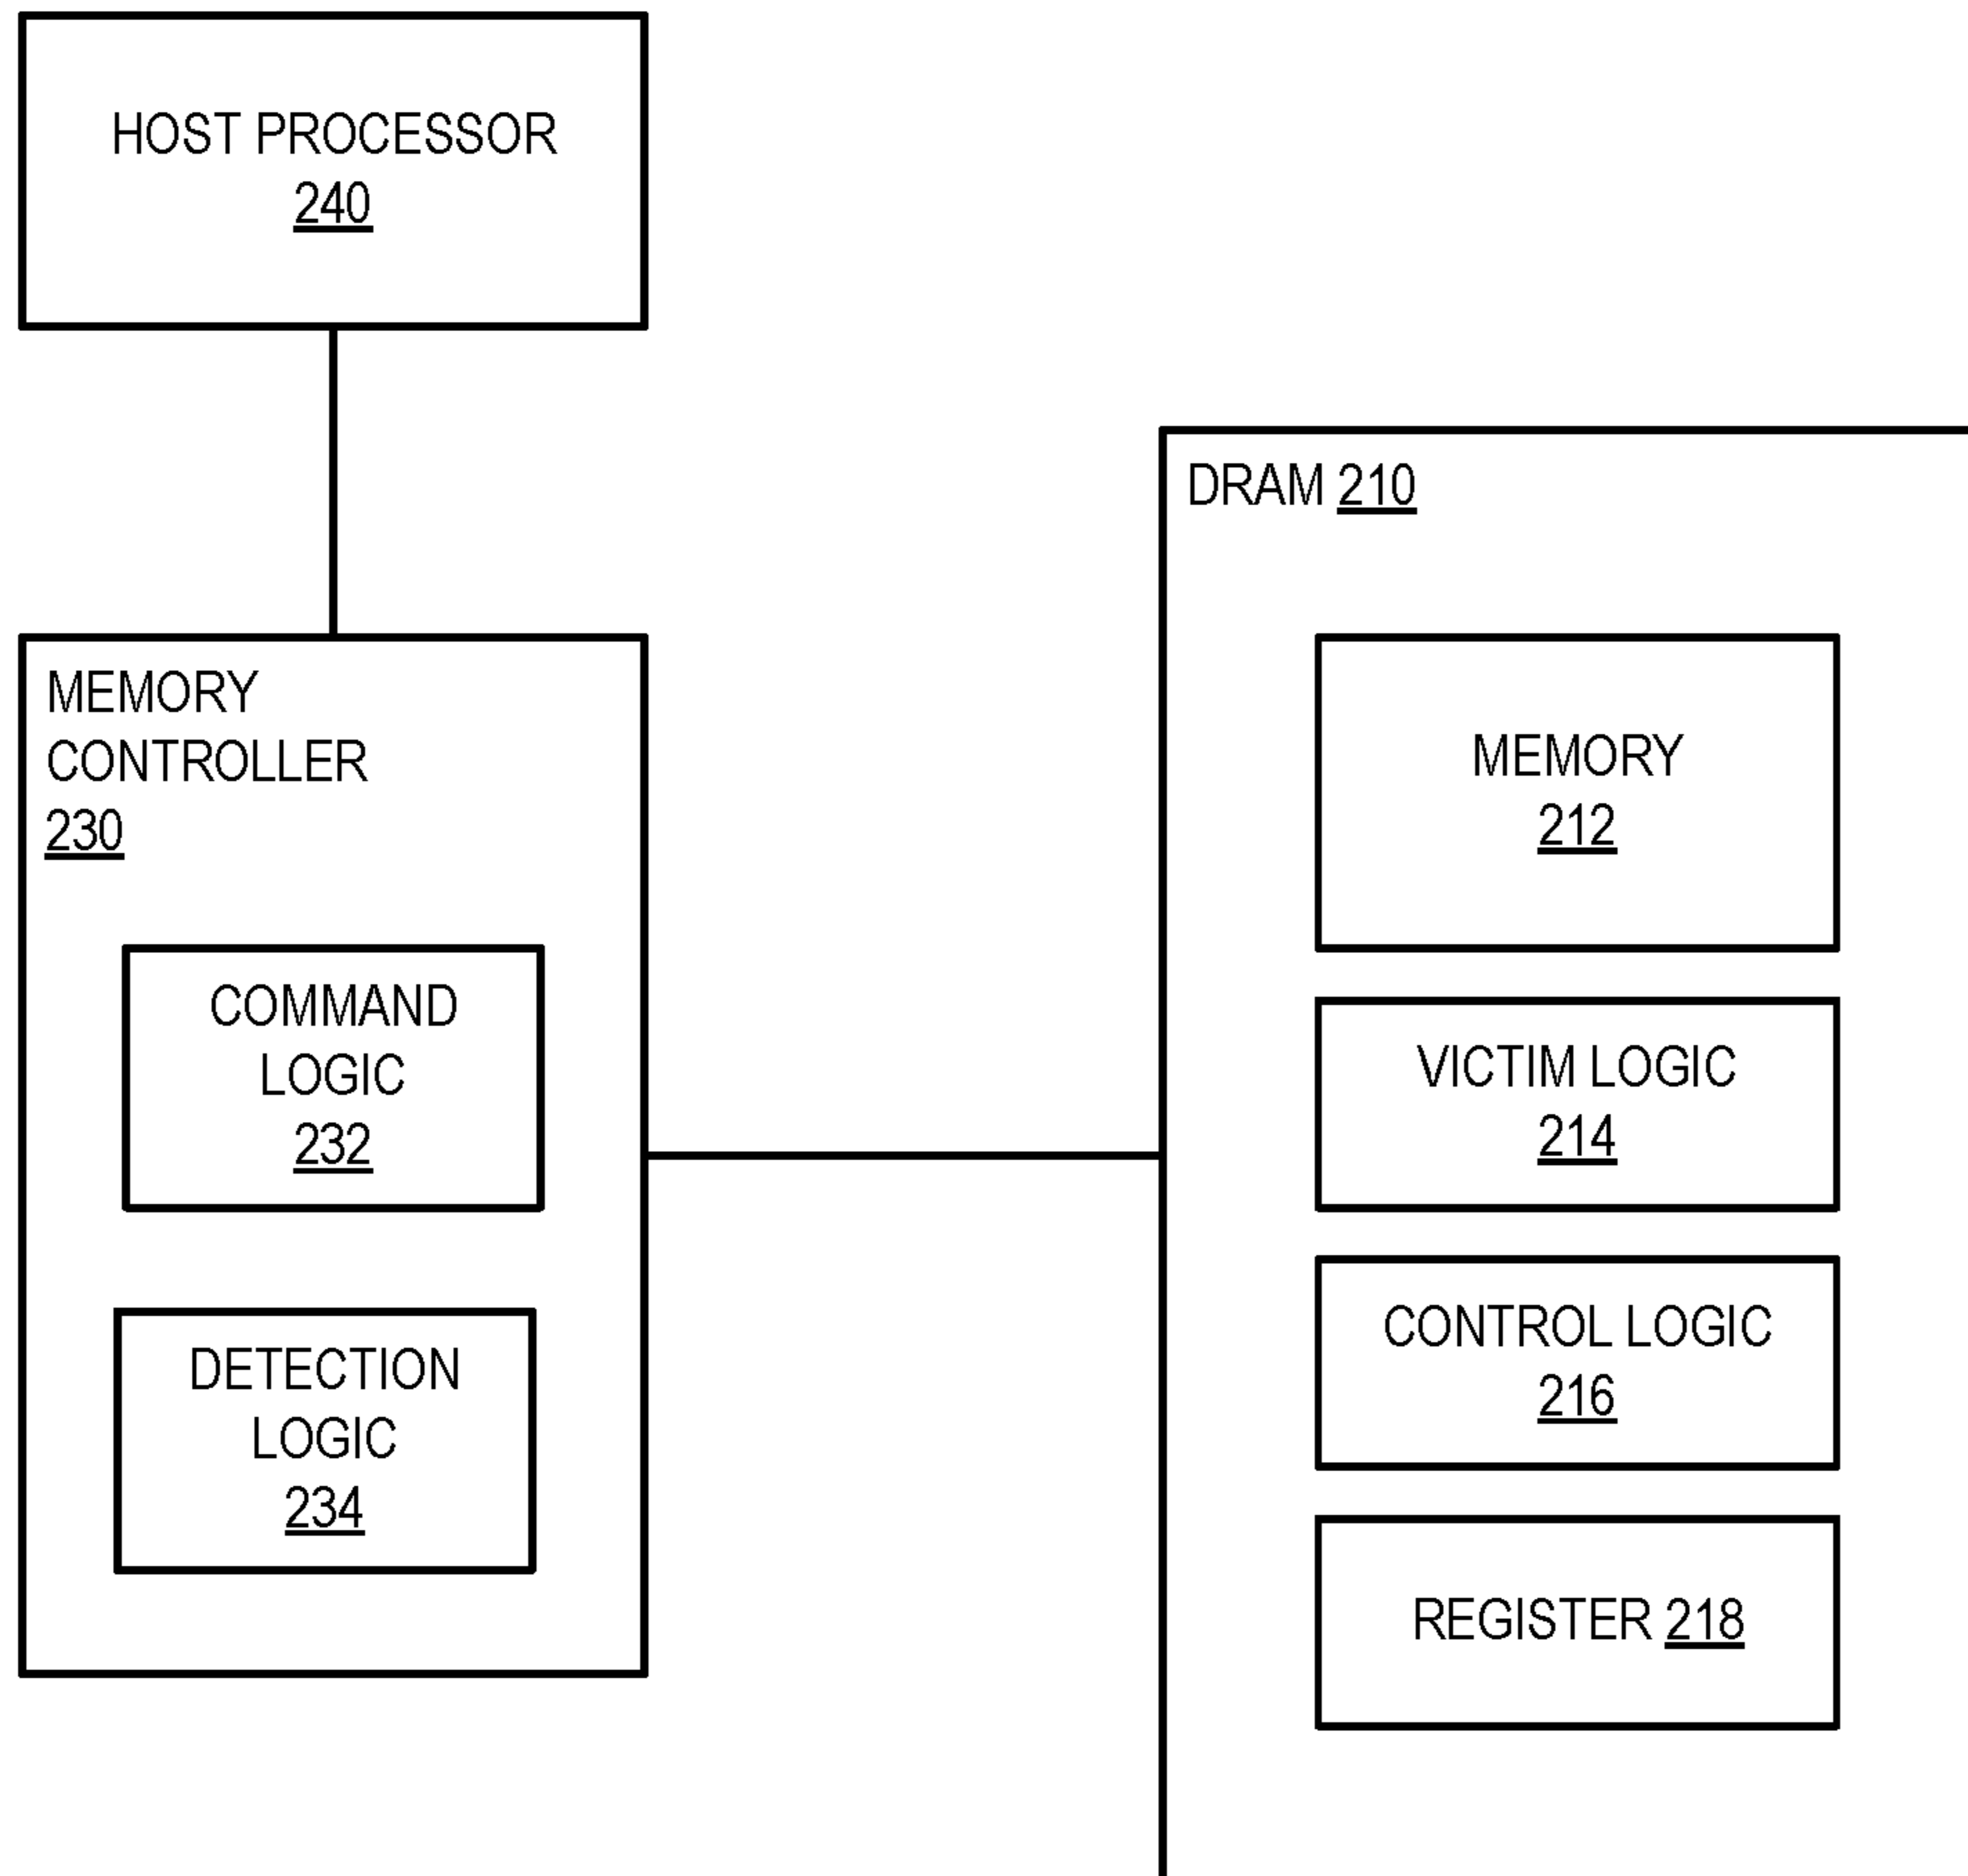 HOST PROCESSOR
240
MEMORY
CONTROLLER
230
COMMAND
LOGIC
232
DETECTION
LOGIC
234
DRAM 210
MEMORY
212
VICTIM LOGIC
214
CONTROL LOGIC
216
REGISTER 218